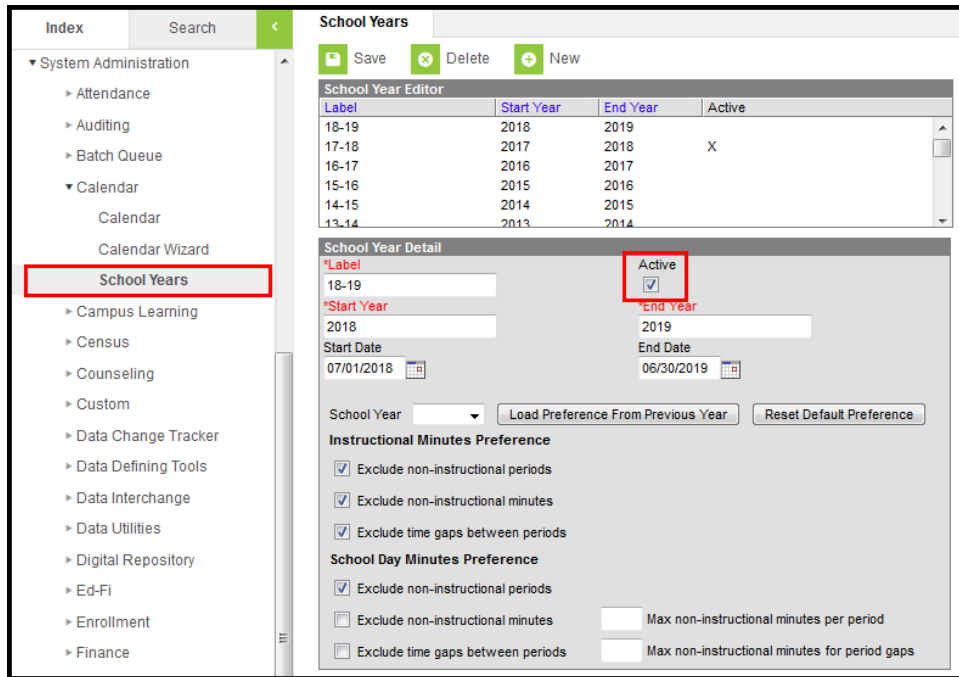 Index Search
System Administration
Attendance
Auditing
Batch Queue
Calendar
Calendar
Calendar Wizard
School Years
Campus Learning
Census
Counseling
Custom
Data Change Tracker
Data Defining Tools
Data Interchange
Data Utilities
Digital Repository
Ed-Fi
Enrollment
Finance
School Years
Save Delete New
School Year Editor
Label Start Year End Year Active
18-19 2018 2019
17-18 2017 2018 X
16-17 2016 2017
15-16 2015 2016
14-15 2014 2015
13-14 2013 2014
School Year Detail
*Label Active
18-19
*Start Year *End Year
2018 2019
Start Date End Date
07/01/2018 06/30/2019
School Year Load Preference From Previous Year Reset Default Preference
Instructional Minutes Preference
Exclude non-instructional periods
Exclude non-instructional minutes
Exclude time gaps between periods
School Day Minutes Preference
Exclude non-instructional periods
Exclude non-instructional minutes Max non-instructional minutes per period
Exclude time gaps between periods Max non-instructional minutes for period gaps